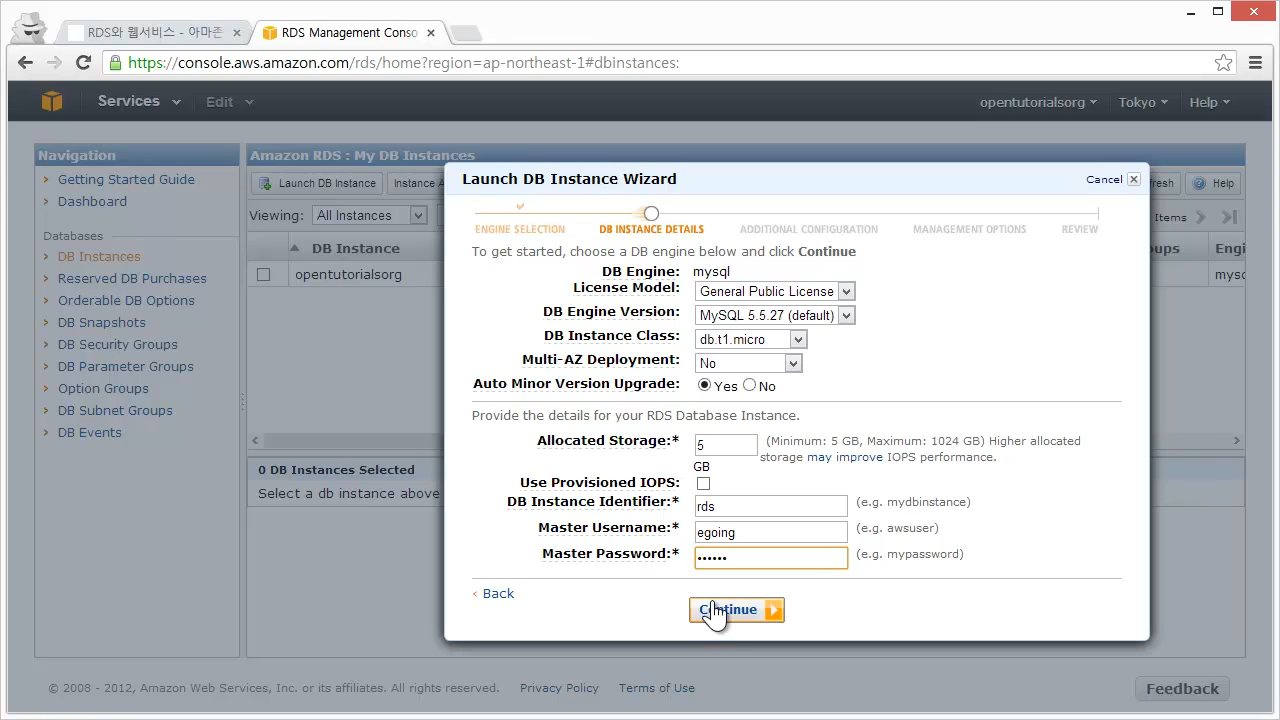 RDS와 웹서비스 - 아마존
RDS Management Conso
https://console.aws.amazon.com/rds/home?region=ap-northeast-1#dbinstances:
Services Edit opentutorialsorg Tokyo Help
Navigation
Getting Started Guide
Dashboard
Databases
DB Instances
Reserved DB Purchases
Orderable DB Options
DB Snapshots
DB Security Groups
DB Parameter Groups
Option Groups
DB Subnet Groups
DB Events
Amazon RDS : My DB Instances
Launch DB Instance Instance A resh Help
Viewing: All Instances Items
DB Instance ups Engi
opentutorialsorg mysq
0 DB Instances Selected
Select a db instance above
Launch DB Instance Wizard Cancel
ENGINE SELECTION DB INSTANCE DETAILS ADDITIONAL CONFIGURATION MANAGEMENT OPTIONS REVIEW
To get started, choose a DB engine below and click Continue
DB Engine: mysql
License Model: General Public License
DB Engine Version: MySQL 5.5.27 (default)
DB Instance Class: db.t1.micro
Multi-AZ Deployment: No
Auto Minor Version Upgrade: Yes No
Provide the details for your RDS Database Instance.
Allocated Storage:* 5 (Minimum: 5 GB, Maximum: 1024 GB) Higher allocated
storage may improve IOPS performance.
GB
Use Provisioned IOPS:
DB Instance Identifier:* rds (e.g. mydbinstance)
Master Username:* egoing (e.g. awsuser)
Master Password:* •••••• (e.g. mypassword)
< Back
Continue
© 2008 - 2012, Amazon Web Services, Inc. or its affiliates. All rights reserved. Privacy Policy Terms of Use Feedback